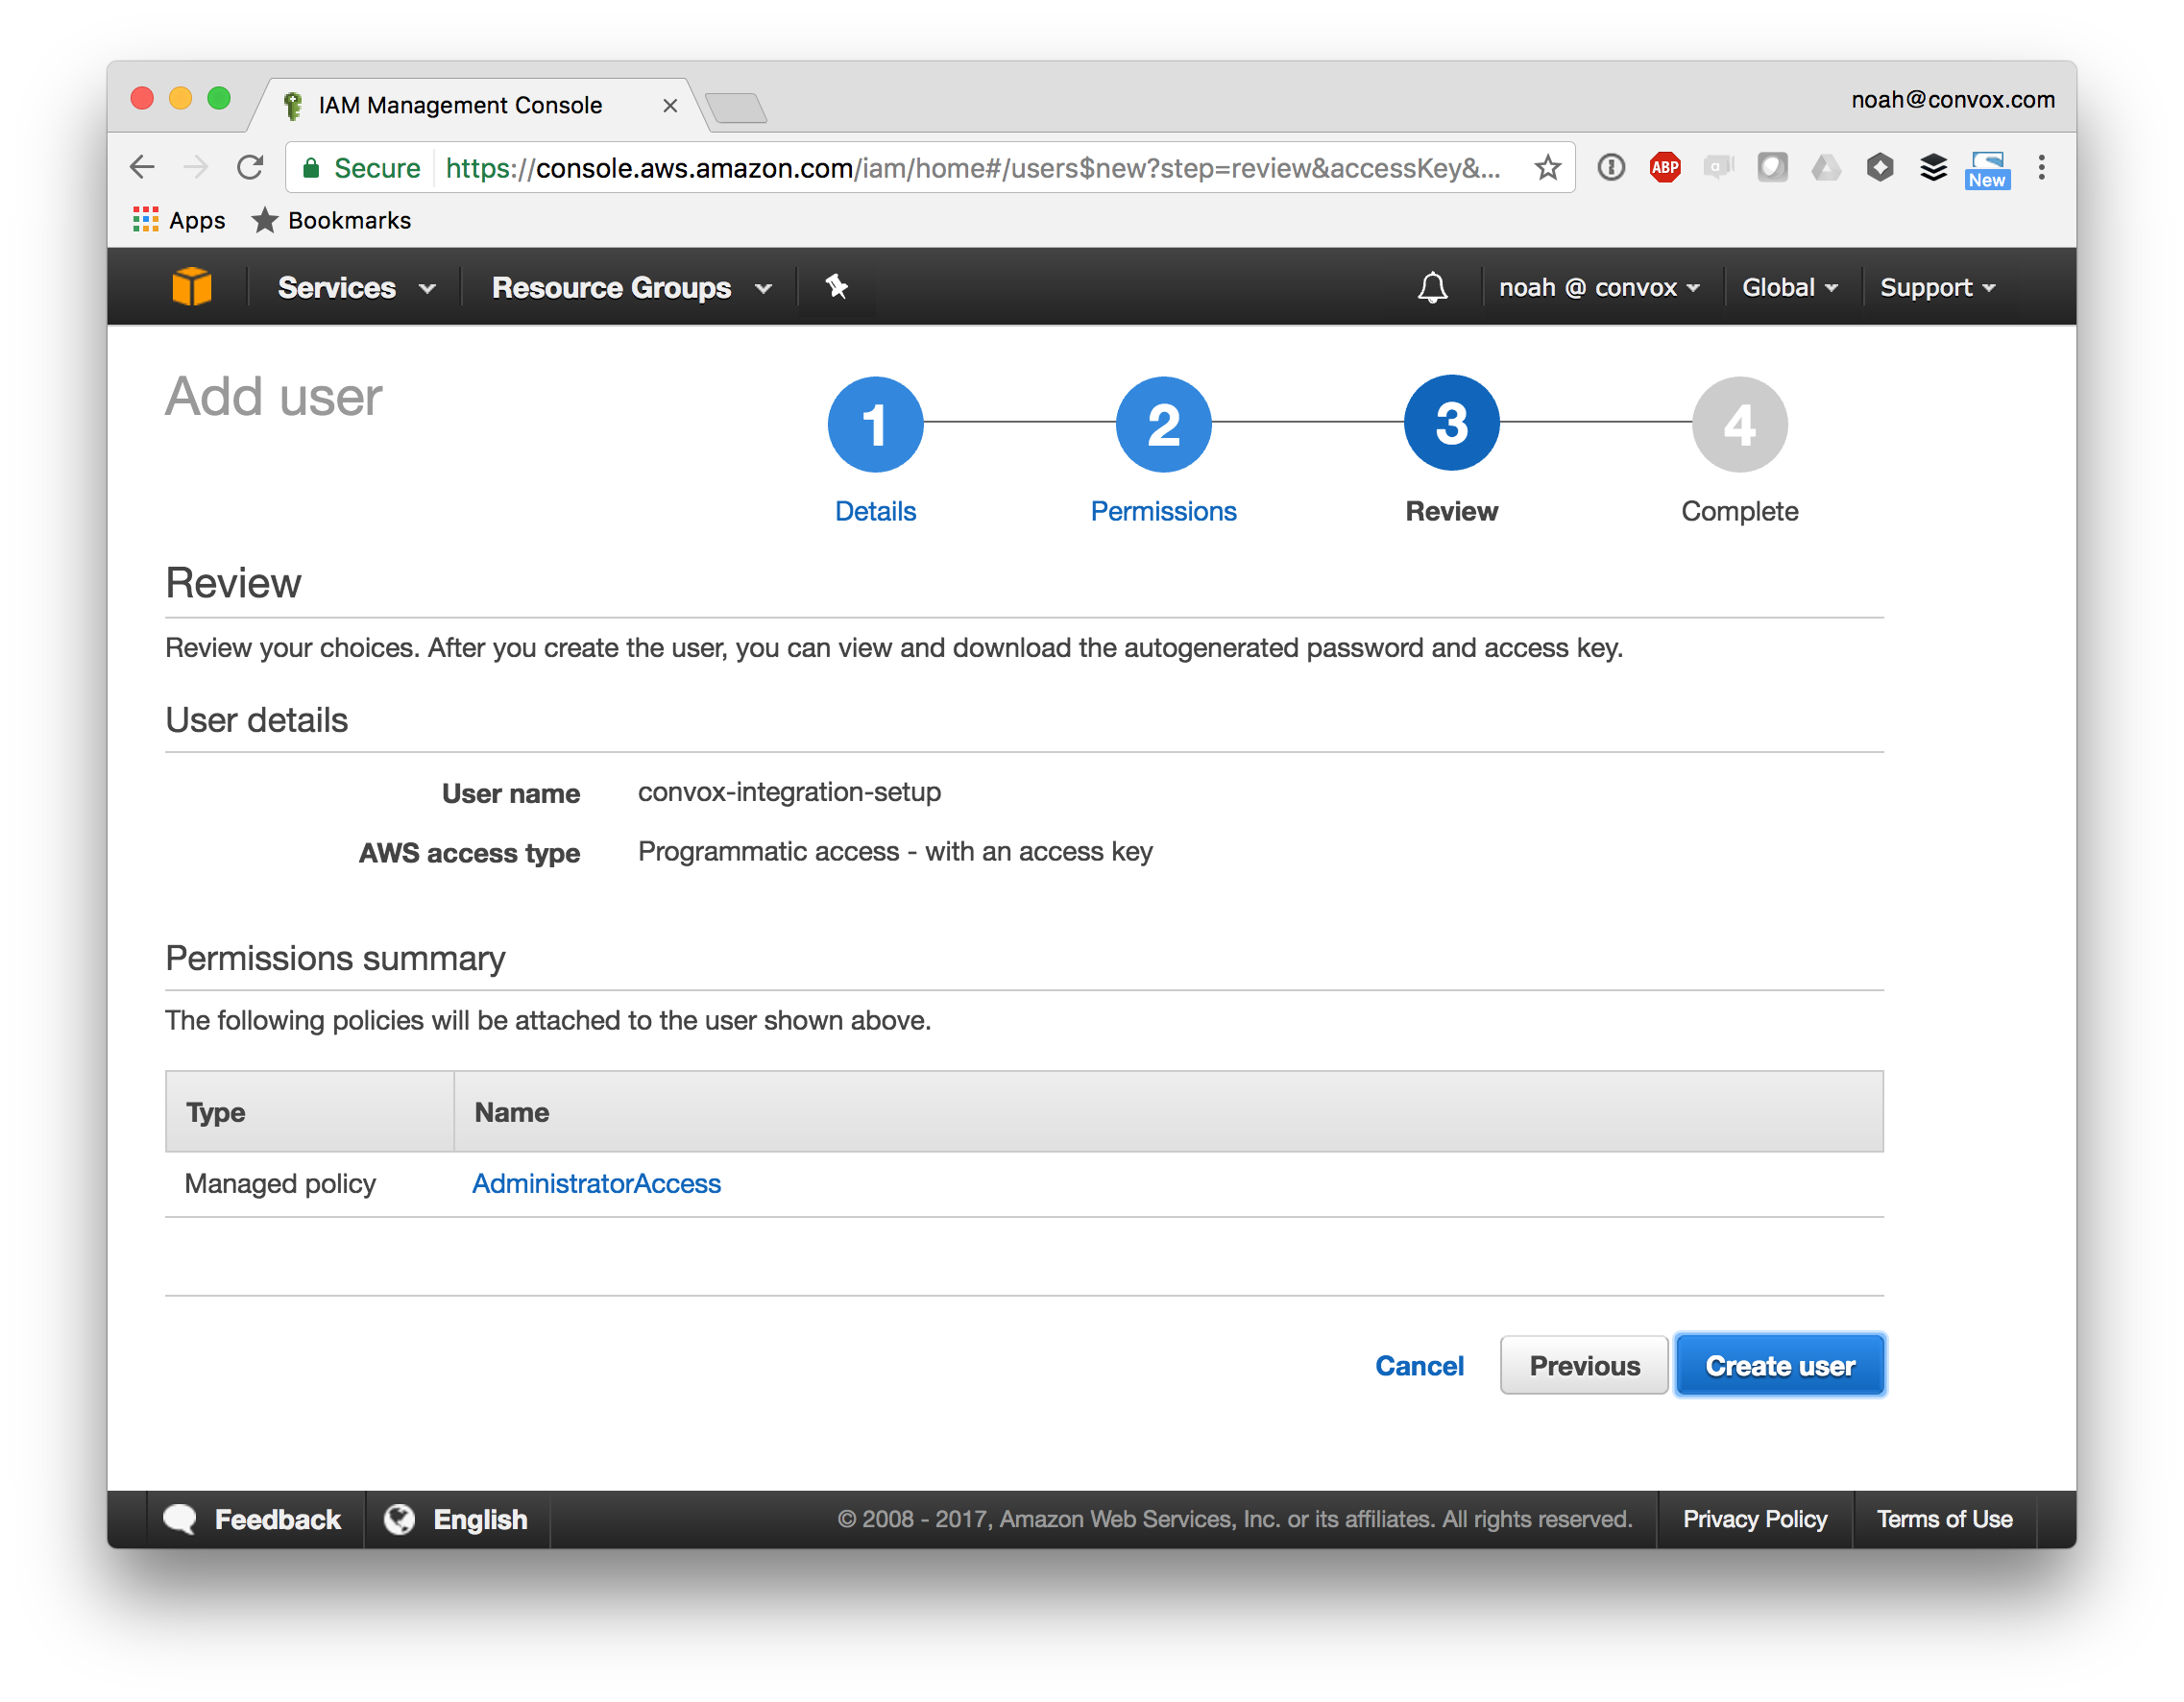 IAM Management Console
noah@convox.com
Secure https://console.aws.amazon.com/iam/home#/users$new?step=review&accessKey&...
ABP
a
New
Apps Bookmarks
Services Resource Groups noah @ convox Global Support
Add user
1 2 3 4
Details Permissions Review Complete
Review
Review your choices. After you create the user, you can view and download the autogenerated password and access key.
User details
User name convox-integration-setup
AWS access type Programmatic access - with an access key
Permissions summary
The following policies will be attached to the user shown above.
Type Name
Managed policy AdministratorAccess
Cancel Previous Create user
Feedback English © 2008 - 2017, Amazon Web Services, Inc. or its affiliates. All rights reserved. Privacy Policy Terms of Use